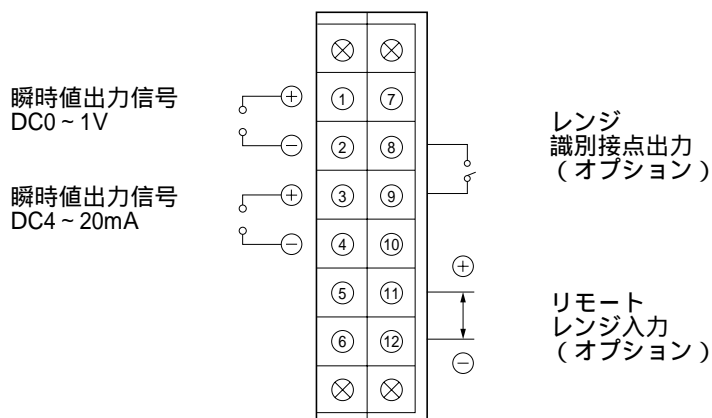 瞬時値出力信号
DC0～1V
瞬時値出力信号
DC4～20mA
+
-
+
-
① ⑦
② ⑧
③ ⑨
④ ⑩
⑤ ⑪
⑥ ⑫
レンジ
識別接点出力
(オプション)
+
-
リモート
レンジ入力
(オプション)